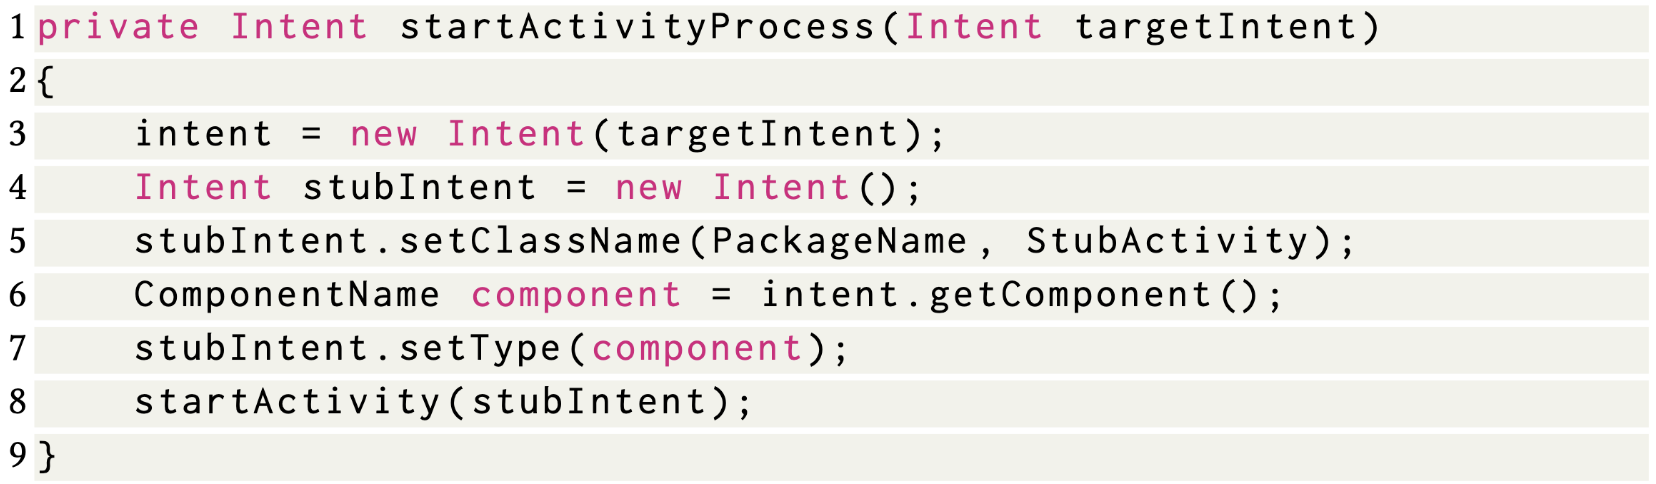 1 private Intent startActivityProcess(Intent targetIntent)
2 {
3     intent = new Intent(targetIntent);
4     Intent stubIntent = new Intent();
5     stubIntent.setClassName(PackageName, StubActivity);
6     ComponentName component = intent.getComponent();
7     stubIntent.setType(component);
8     startActivity(stubIntent);
9 }